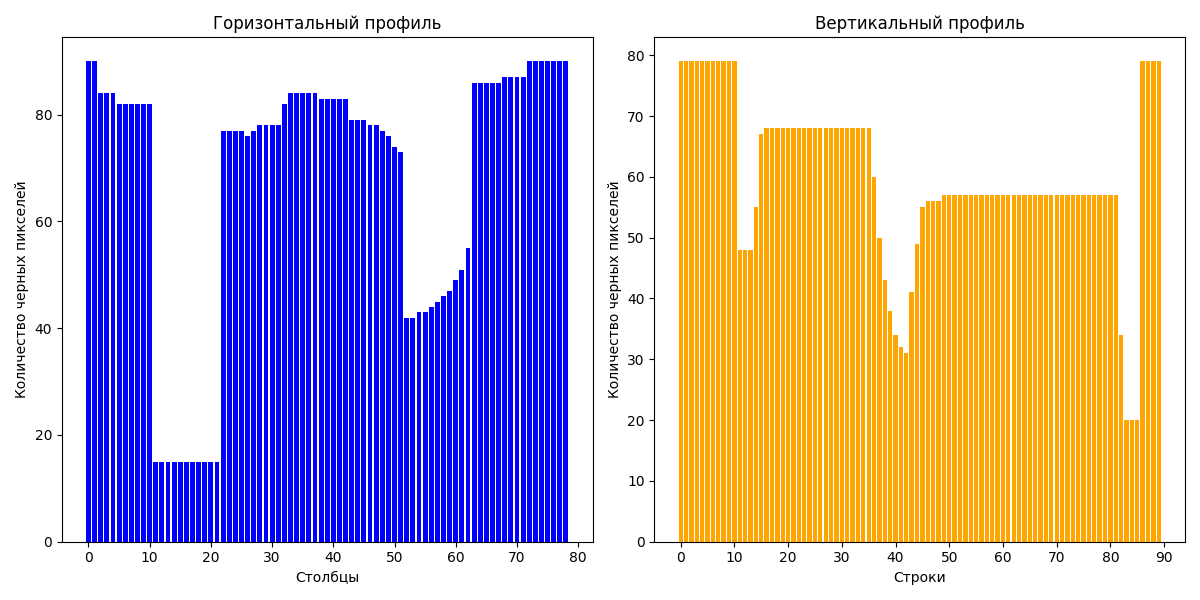 Горизонтальный профиль
Количество черных пикселей
80
60
40
20
0
0 10 20 30 40 50 60 70 80
Столбцы
Вертикальный профиль
Количество черных пикселей
80
70
60
50
40
30
20
10
0
0 10 20 30 40 50 60 70 80 90
Строки